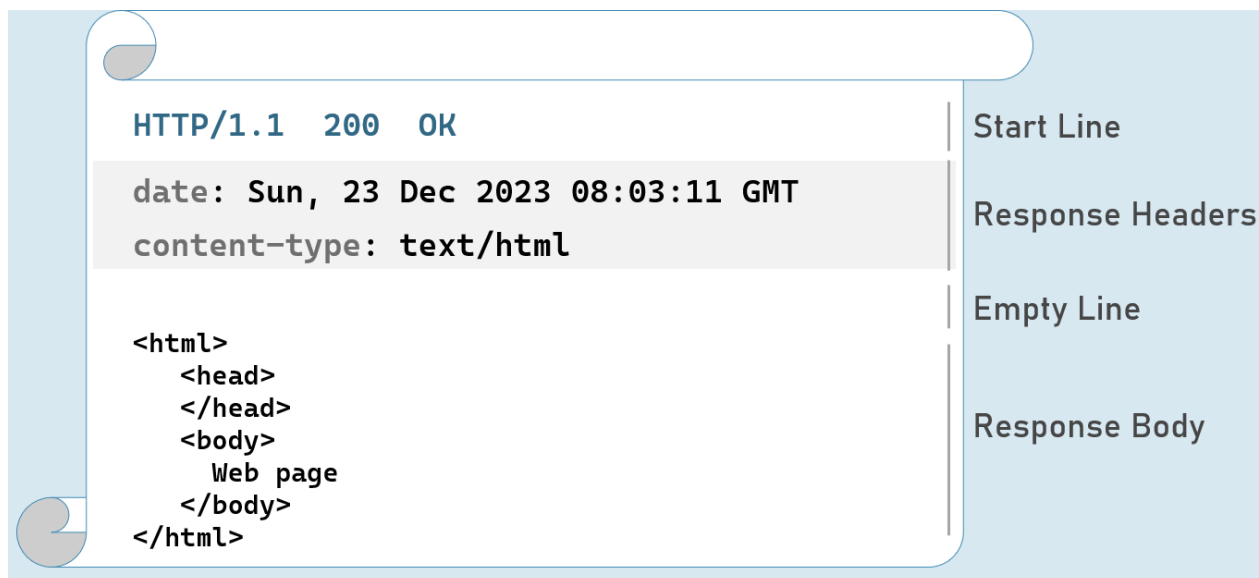 HTTP/1.1  200  OK
Start Line
date: Sun, 23 Dec 2023 08:03:11 GMT
content-type: text/html
Response Headers
Empty Line
<html>
   <head>
   </head>
   <body>
     Web page
   </body>
</html>
Response Body